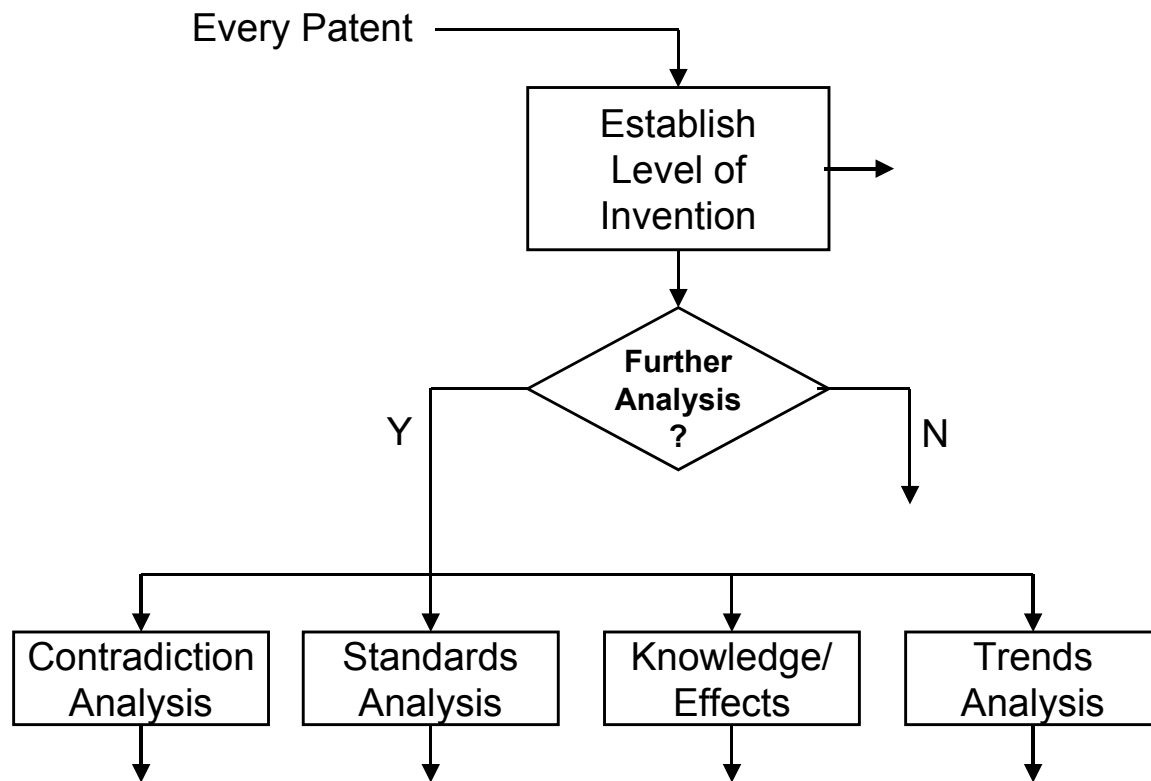 Every Patent
Establish
Level of
Invention
Further
Analysis
?
Y
N
Contradiction
Analysis
Standards
Analysis
Knowledge/
Effects
Trends
Analysis